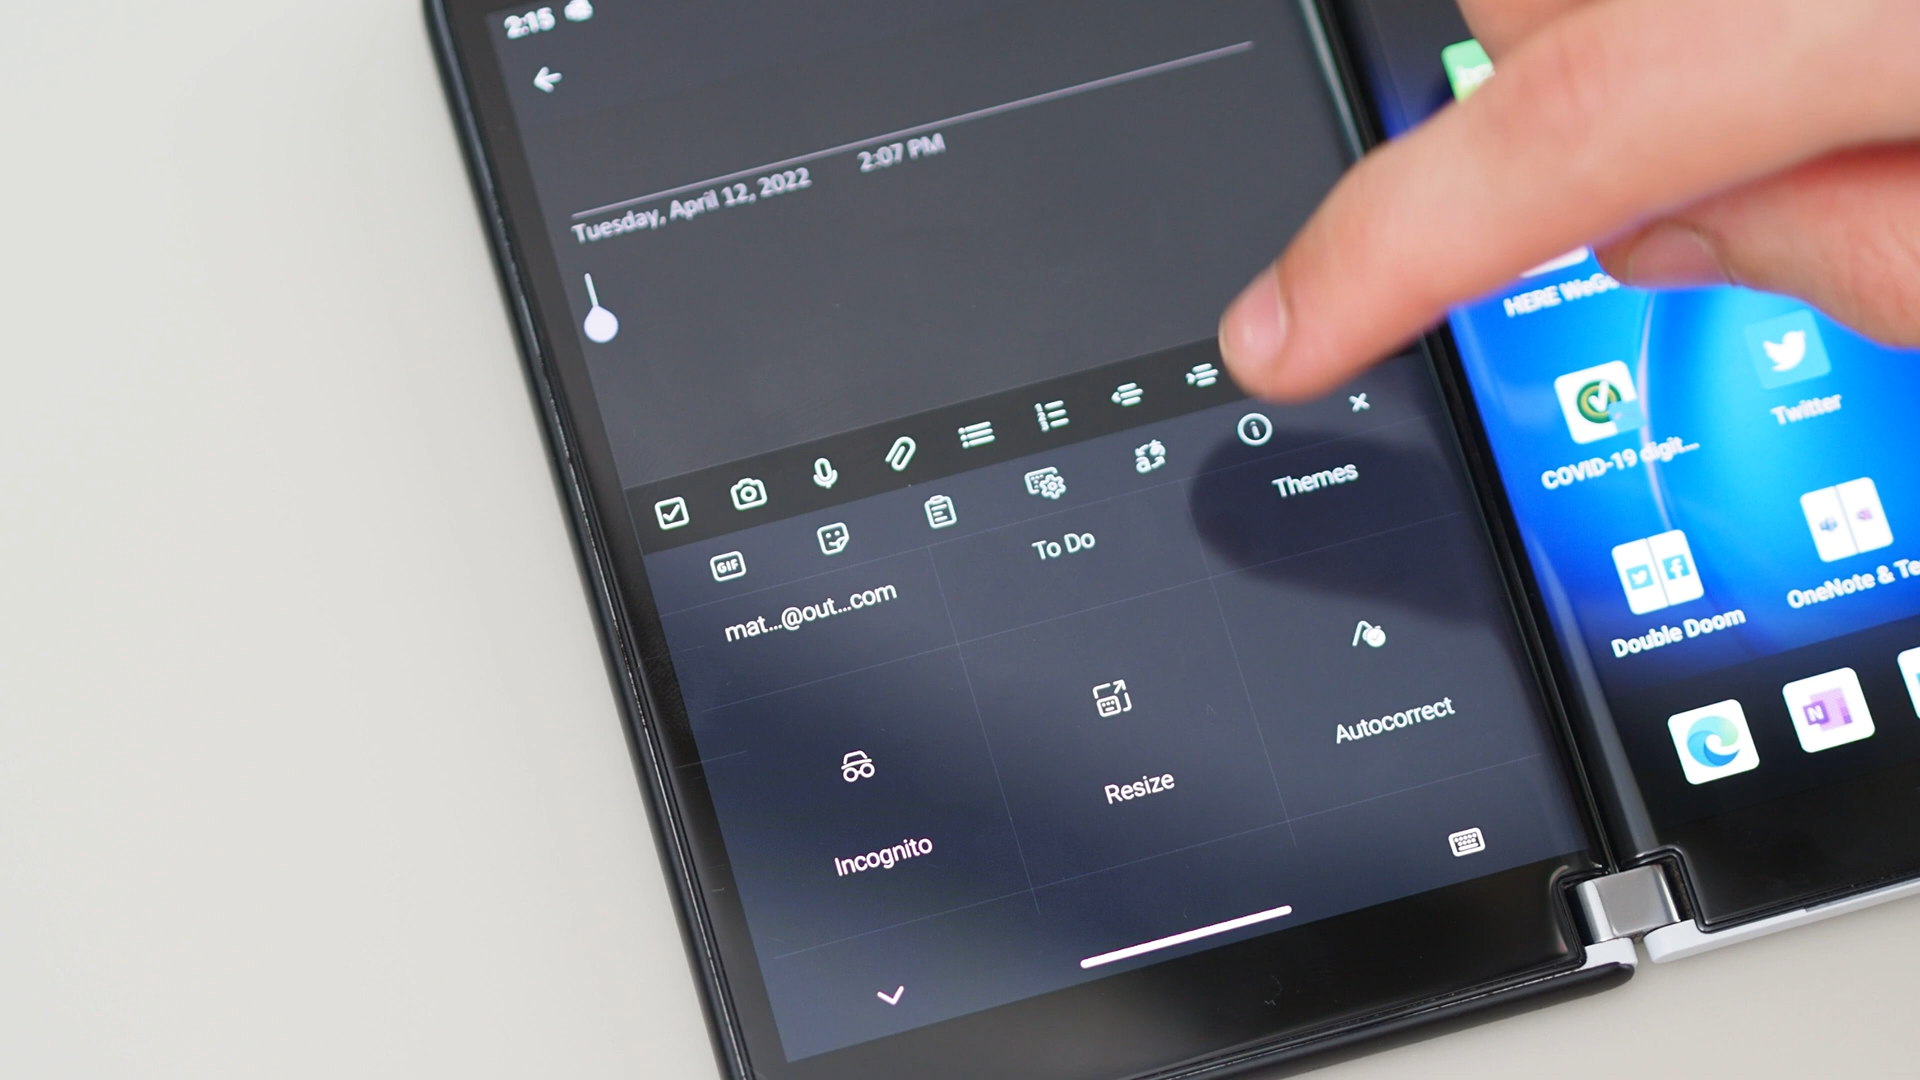 2:15
Tuesday, April 12, 2022 2:07 PM
GIF
mat...@out...com
To Do
Themes
Incognito
Resize
Autocorrect
HERE WeGo
COVID-19 digit...
Twitter
Double Doom
OneNote & Te
N